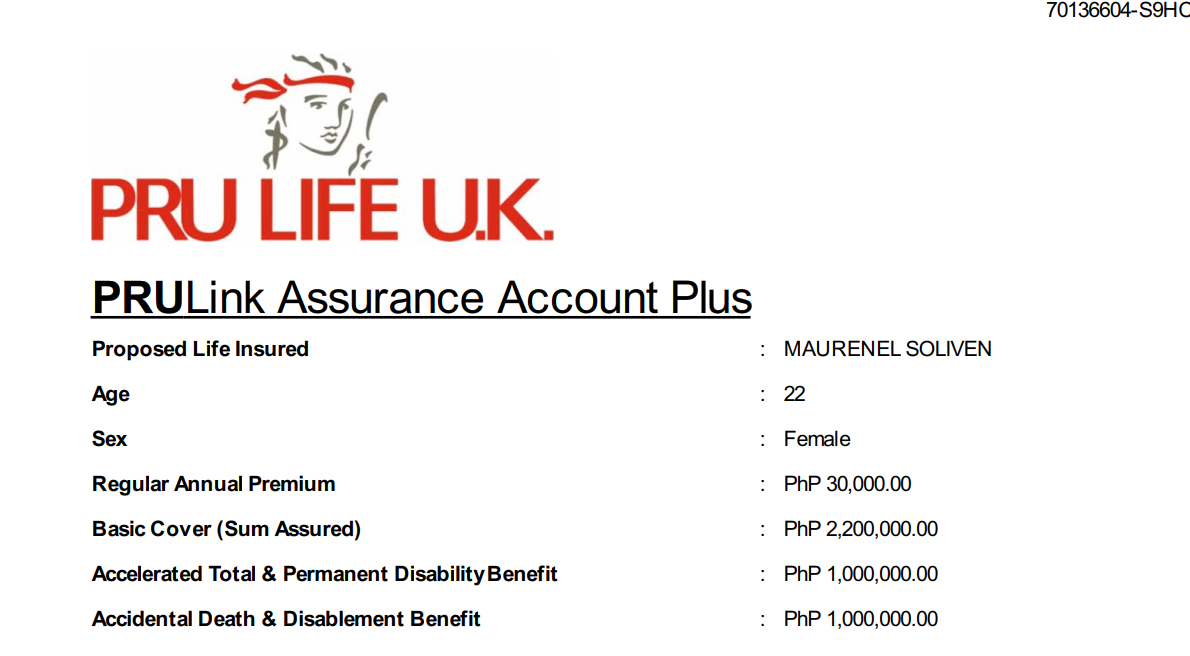 70136604-S9HC
PRU LIFE U.K.
PRULink Assurance Account Plus
Proposed Life Insured : MAURENEL SOLIVEN
Age : 22
Sex : Female
Regular Annual Premium : PhP 30,000.00
Basic Cover (Sum Assured) : PhP 2,200,000.00
Accelerated Total & Permanent Disability Benefit : PhP 1,000,000.00
Accidental Death & Disablement Benefit : PhP 1,000,000.00